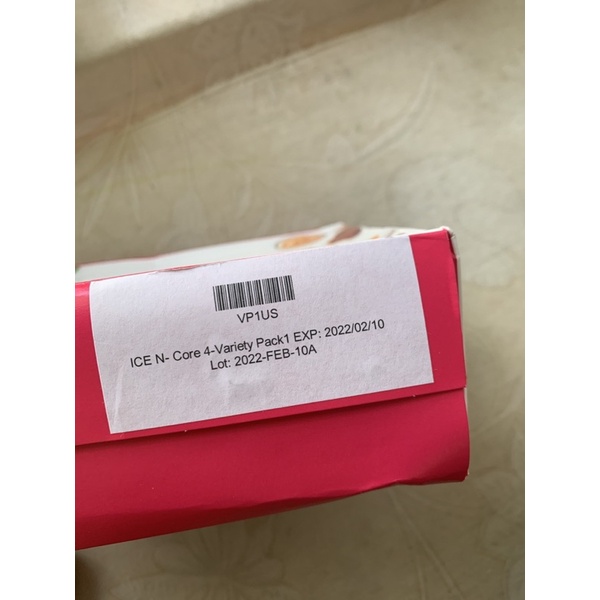 VP1US
ICE N- Core 4-Variety Pack1 EXP: 2022/02/10
Lot: 2022-FEB-10A